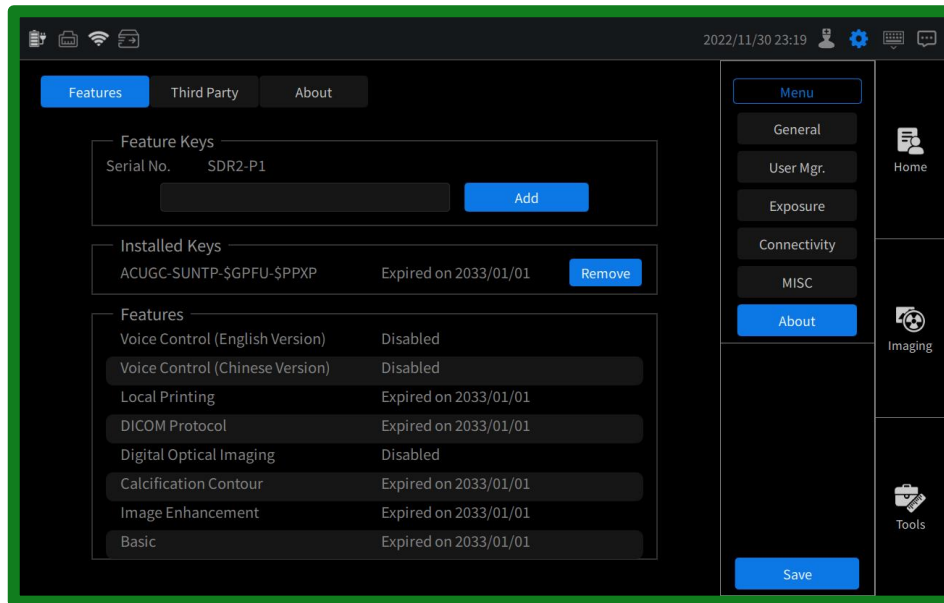 2022/11/30 23:19
Features Third Party About
Feature Keys
Serial No. SDR2-P1
Add
Installed Keys
ACUGC-SUNTP-$GPFU-$PPXP Expired on 2033/01/01 Remove
Features
Voice Control (English Version) Disabled
Voice Control (Chinese Version) Disabled
Local Printing Expired on 2033/01/01
DICOM Protocol Expired on 2033/01/01
Digital Optical Imaging Disabled
Calcification Contour Expired on 2033/01/01
Image Enhancement Expired on 2033/01/01
Basic Expired on 2033/01/01
Menu
General
User Mgr.
Exposure
Connectivity
MISC
About
Save
Home
Imaging
Tools